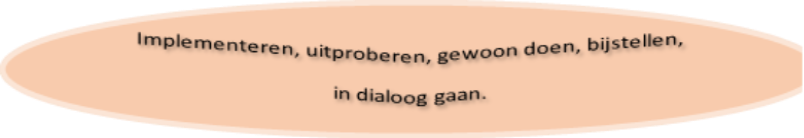 Implementeren, uitproberen, gewoon doen, bijstellen,
in dialoog gaan.